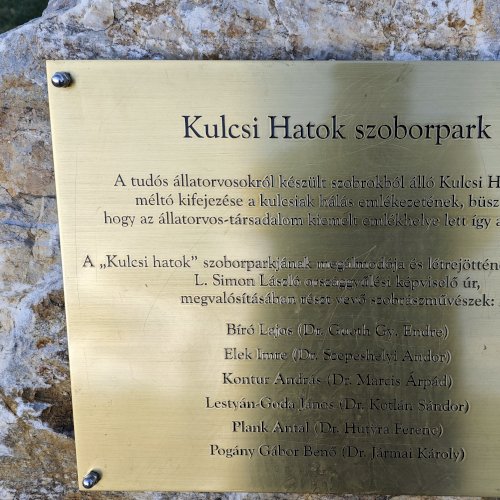 Kulcsi Hatok szoborpark
A tudós állatorvosokról készült szobrokból álló Kulcsi H
méltó kifejezése a kulcsiak hálás emlékezetének, büsz
hogy az állatorvos-társadalom kiemelt emlékhelye lett így a
A „Kulcsi hatok” szoborparkjának megálmodója és létrejötténe
L. Simon László országgyűlési képviselő úr,
megvalósításában részt vevő szobrászművészek:
Bíró Lajos (Dr. Guoth Gy. Endre)
Elek Imre (Dr. Szepeshelyi Andor)
Kontur András (Dr. Marcis Árpád)
Lestyán-Goda János (Dr. Kotlán Sándor)
Plank Antal (Dr. Hutÿra Ferenc)
Pogány Gábor Benő (Dr. Jármai Károly)